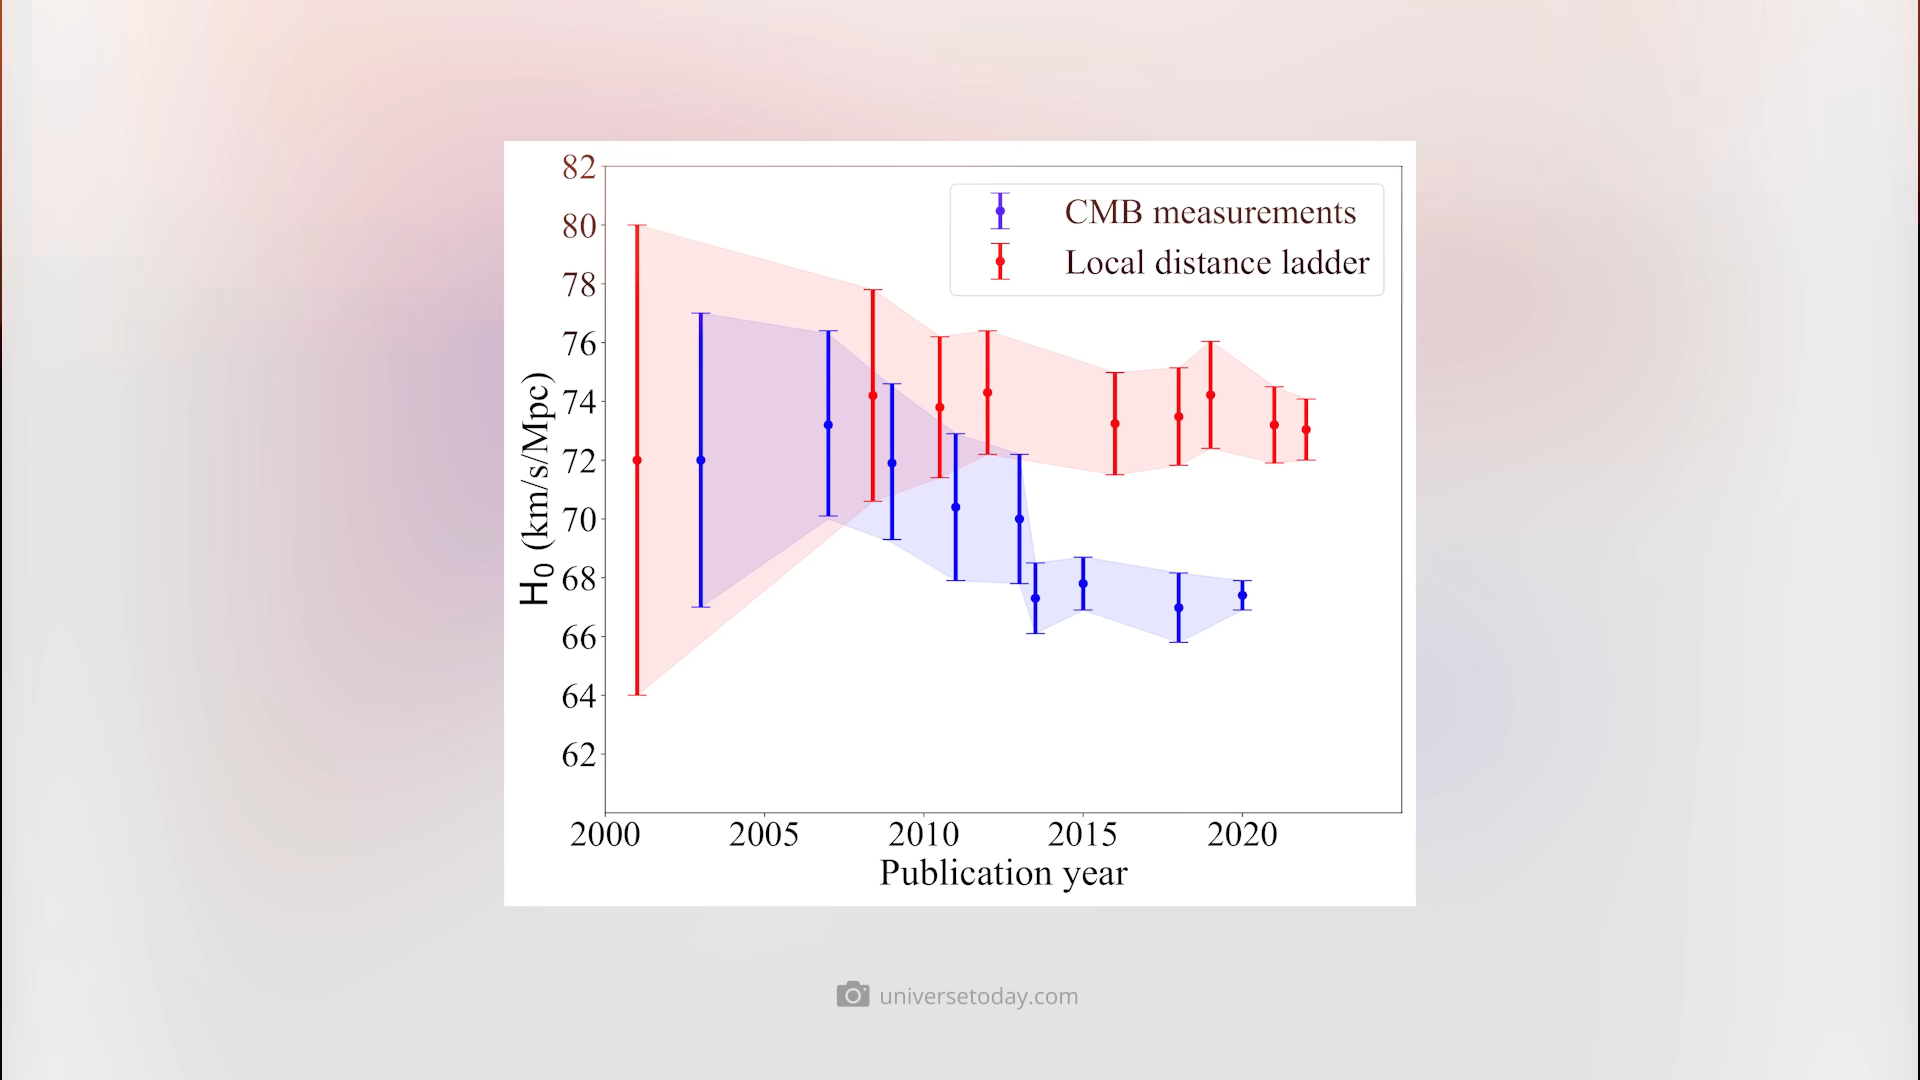 82
80
78
76
74
72
70
68
66
64
62
H₀ (km/s/Mpc)
CMB measurements
Local distance ladder
2000 2005 2010 2015 2020
Publication year
universetoday.com